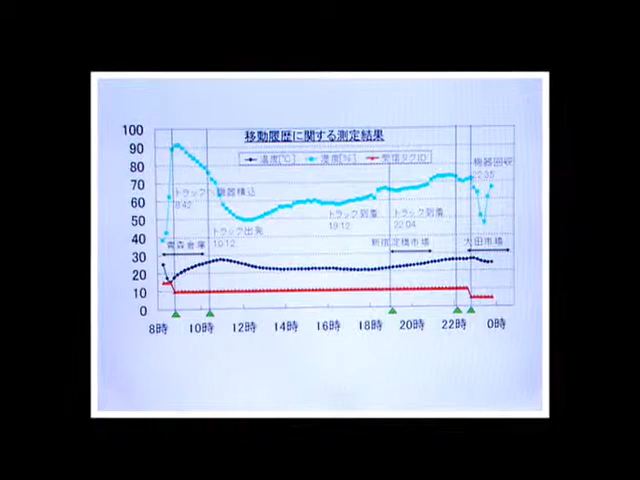 移動履歴に関する測定結果
温度[℃] 湿度[%] 受信タグID
100
90
80
70
60
50
40
30
20
10
0
機器回収
22:35
トラックへ機器積込
8:42
トラック到着
19:12
トラック到着
22:04
トラック出発
10:12
青森倉庫
新宿淀橋市場
大田市場
8時 10時 12時 14時 16時 18時 20時 22時 0時